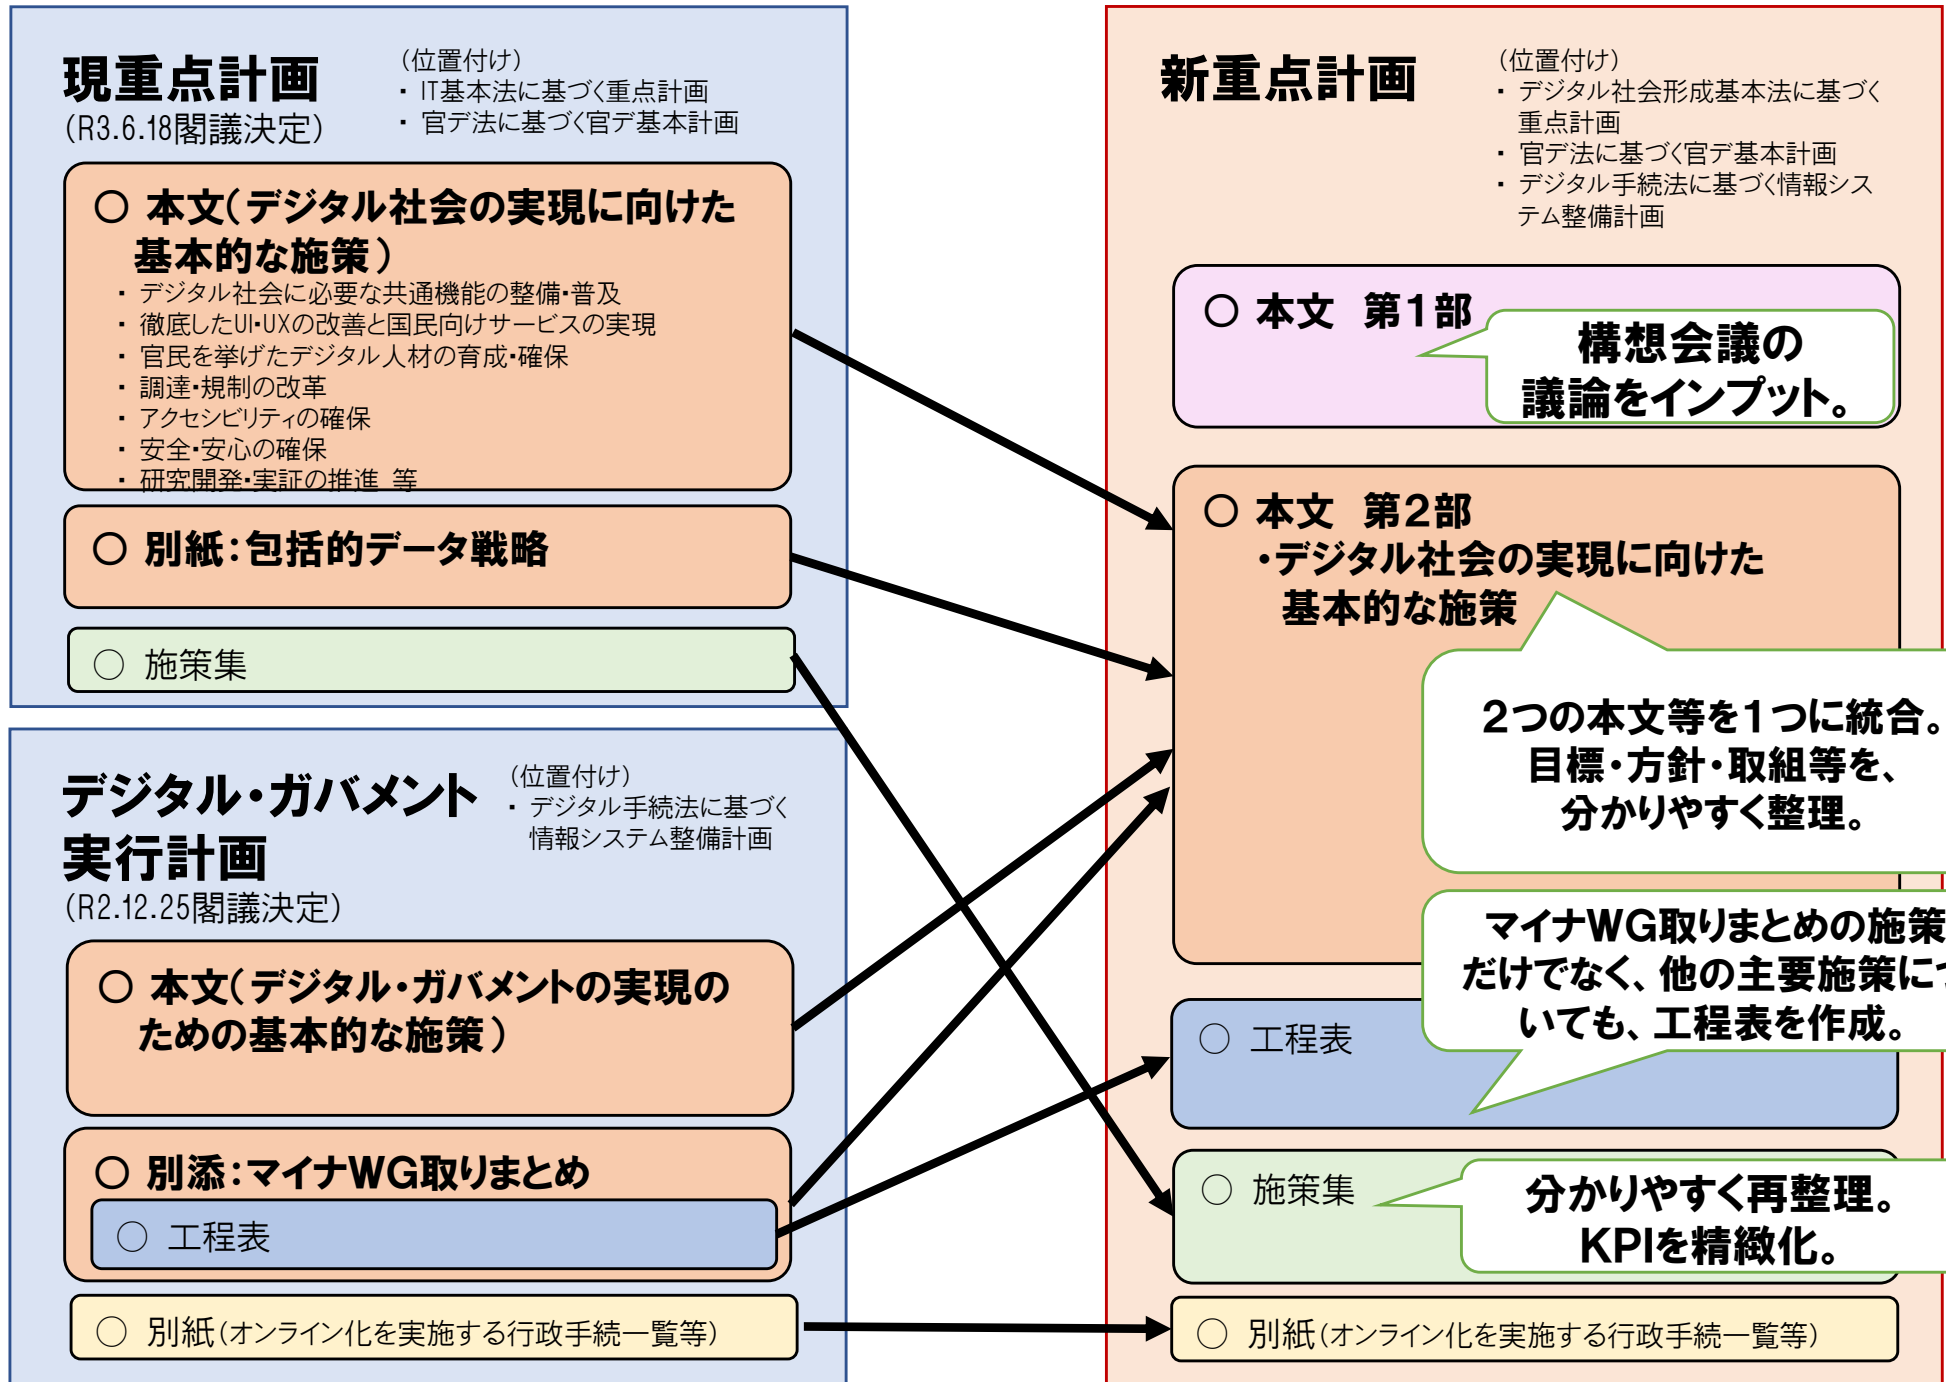 現重点計画
(R3.6.18閣議決定)
(位置付け)
・ IT基本法に基づく重点計画
・ 官デ法に基づく官デ基本計画
○ 本文(デジタル社会の実現に向けた
基本的な施策)
・ デジタル社会に必要な共通機能の整備・普及
・ 徹底したUI・UXの改善と国民向けサービスの実現
・ 官民を挙げたデジタル人材の育成・確保
・ 調達・規制の改革
・ アクセシビリティの確保
・ 安全・安心の確保
・ 研究開発・実証の推進 等
○ 別紙:包括的データ戦略
○ 施策集
デジタル・ガバメント
実行計画
(R2.12.25閣議決定)
(位置付け)
・ デジタル手続法に基づく
情報システム整備計画
○ 本文(デジタル・ガバメントの実現の
ための基本的な施策)
○ 別添:マイナWG取りまとめ
○ 工程表
○ 別紙(オンライン化を実施する行政手続一覧等)
新重点計画
(位置付け)
・ デジタル社会形成基本法に基づく
重点計画
・ 官デ法に基づく官デ基本計画
・ デジタル手続法に基づく情報シス
テム整備計画
○ 本文 第1部
構想会議の
議論をインプット。
○ 本文 第2部
・デジタル社会の実現に向けた
基本的な施策
2つの本文等を1つに統合。
目標・方針・取組等を、
分かりやすく整理。
マイナWG取りまとめの施策
だけでなく、他の主要施策につ
いても、工程表を作成。
○ 工程表
○ 施策集
分かりやすく再整理。
KPIを精緻化。
○ 別紙(オンライン化を実施する行政手続一覧等)